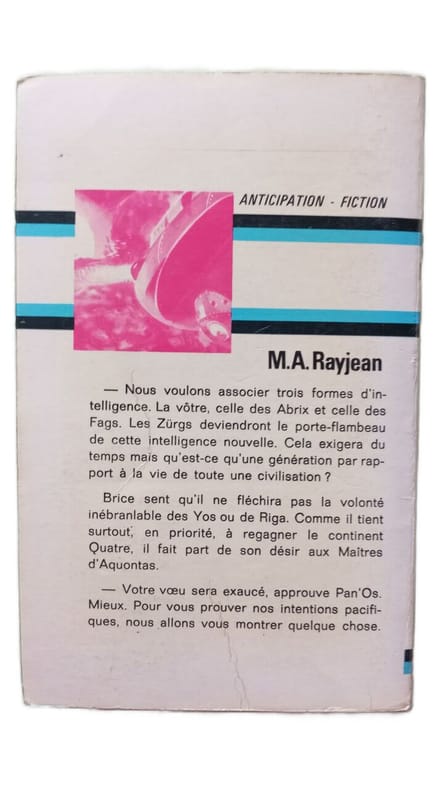 ANTICIPATION - FICTION
M.A. Rayjean
— Nous voulons associer trois formes d'in-
telligence. La vôtre, celle des Abrix et celle des
Fags. Les Zürgs deviendront le porte-flambeau
de cette intelligence nouvelle. Cela exigera du
temps mais qu'est-ce qu'une génération par rap-
port à la vie de toute une civilisation ?
Brice sent qu'il ne fléchira pas la volonté
inébranlable des Yos ou de Riga. Comme il tient
surtout, en priorité, à regagner le continent
Quatre, il fait part de son désir aux Maîtres
d'Aquontas.
— Votre vœu sera exaucé, approuve Pan'Os.
Mieux. Pour vous prouver nos intentions pacifi-
ques, nous allons vous montrer quelque chose.